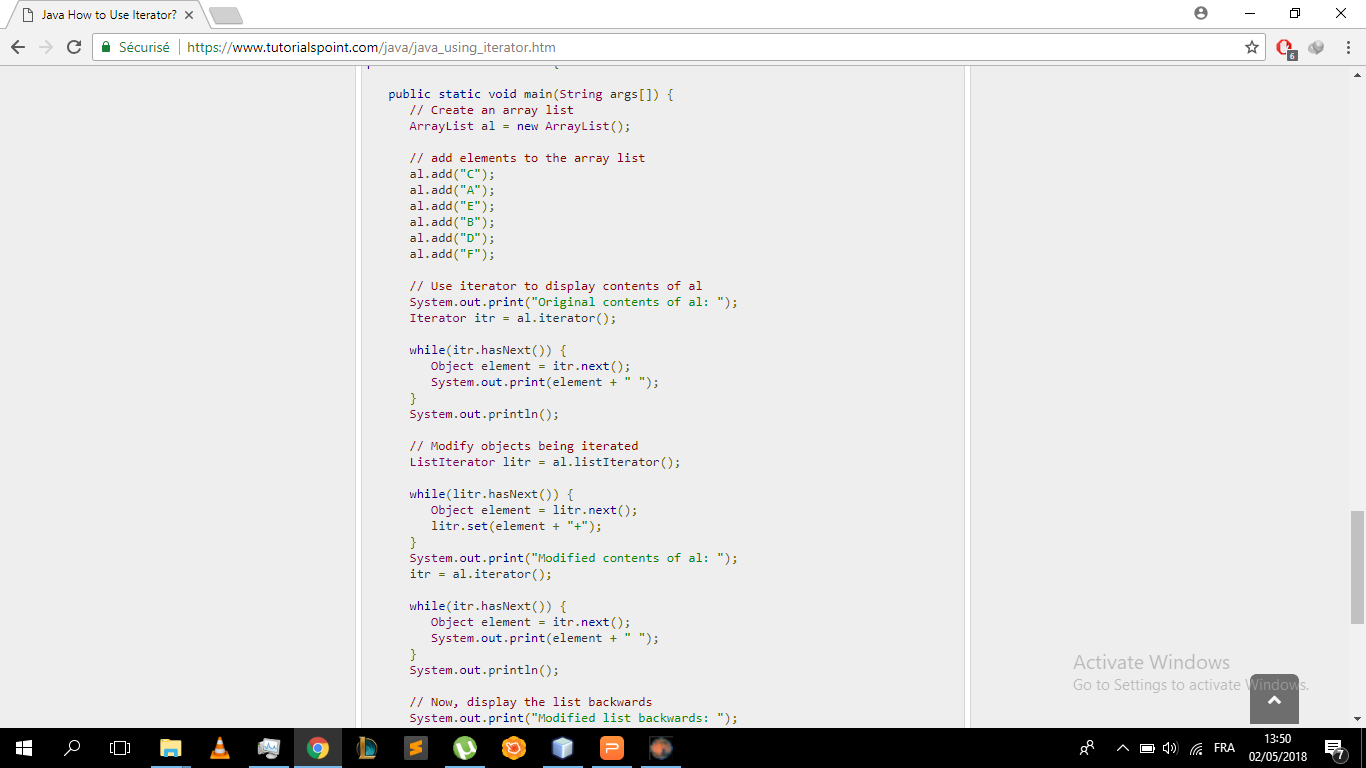 Java How to Use Iterator?
Sécurisé https://www.tutorialspoint.com/java/java_using_iterator.htm
6
public static void main(String args[]) {
// Create an array list
ArrayList al = new ArrayList();
// add elements to the array list
al.add("C");
al.add("A");
al.add("E");
al.add("B");
al.add("D");
al.add("F");
// Use iterator to display contents of al
System.out.print("Original contents of al: ");
Iterator itr = al.iterator();
while(itr.hasNext()) {
Object element = itr.next();
System.out.print(element + " ");
}
System.out.println();
// Modify objects being iterated
ListIterator litr = al.listIterator();
while(litr.hasNext()) {
Object element = litr.next();
litr.set(element + "+");
}
System.out.print("Modified contents of al: ");
itr = al.iterator();
while(itr.hasNext()) {
Object element = itr.next();
System.out.print(element + " ");
}
System.out.println();
// Now, display the list backwards
System.out.print("Modified list backwards: ");
Activate Windows
Go to Settings to activate Windows.
FRA
13:50
02/05/2018
7